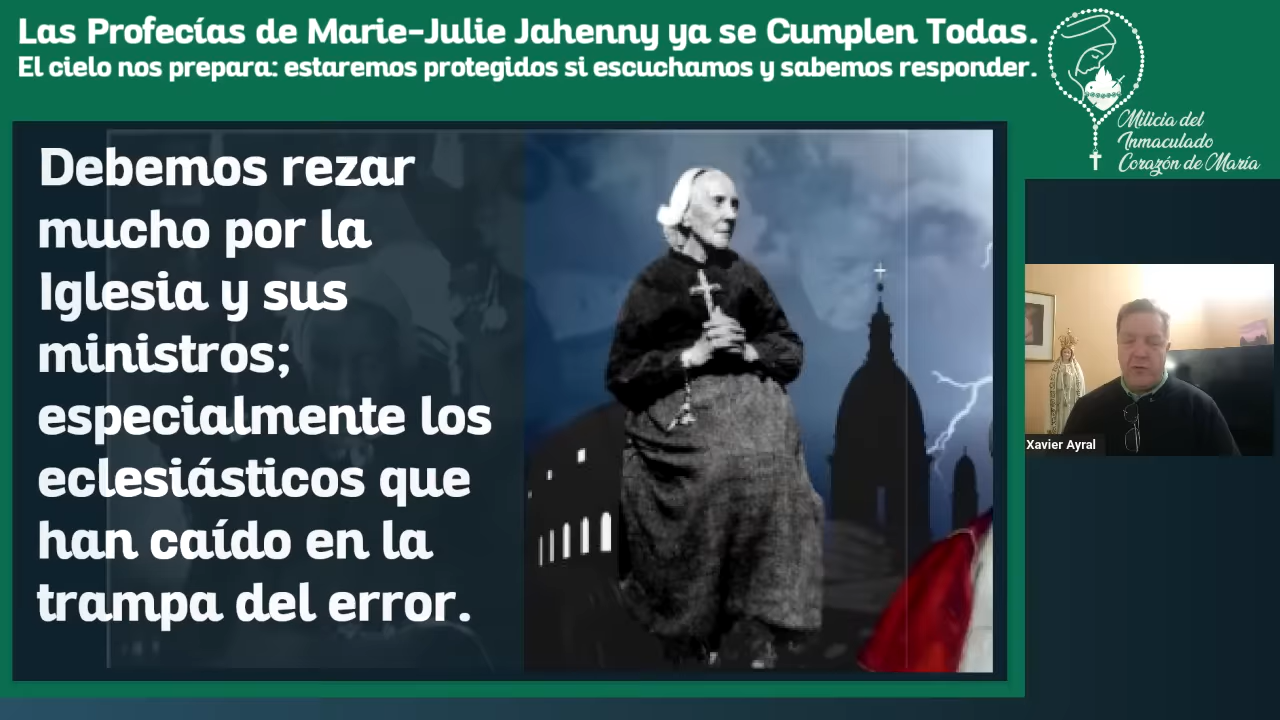 Las Profecías de Marie-Julie Jahenny ya se Cumplen Todas.
El cielo nos prepara: estaremos protegidos si escuchamos y sabemos responder.
Milicia del
Inmaculado
Corazón de María
Debemos rezar
mucho por la
Iglesia y sus
ministros;
especialmente los
eclesiásticos que
han caído en la
trampa del error.
Xavier Ayral